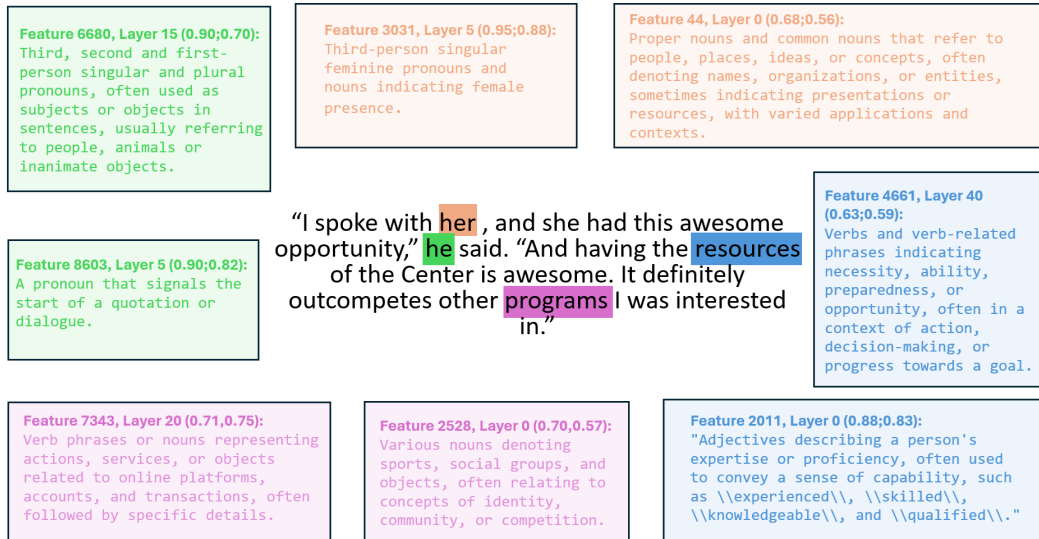 Feature 6680, Layer 15 (0.90;0.70):
Third, second and first-
person singular and plural
pronouns, often used as
subjects or objects in
sentences, usually referring
to people, animals or
inanimate objects.
Feature 3031, Layer 5 (0.95;0.88):
Third-person singular
feminine pronouns and
nouns indicating female
presence.
Feature 44, Layer 0 (0.68;0.56):
Proper nouns and common nouns that refer to
people, places, ideas, or concepts, often
denoting names, organizations, or entities,
sometimes indicating presentations or
resources, with varied applications and
contexts.
Feature 8603, Layer 5 (0.90;0.82):
A pronoun that signals the
start of a quotation or
dialogue.
“I spoke with her , and she had this awesome
opportunity,” he said. “And having the resources
of the Center is awesome. It definitely
outcompetes other programs I was interested
in.”
Feature 4661, Layer 40
(0.63;0.59):
Verbs and verb-related
phrases indicating
necessity, ability,
preparedness, or
opportunity, often in a
context of action,
decision-making, or
progress towards a goal.
Feature 7343, Layer 20 (0.71,0.75):
Verb phrases or nouns representing
actions, services, or objects
related to online platforms,
accounts, and transactions, often
followed by specific details.
Feature 2528, Layer 0 (0.70,0.57):
Various nouns denoting
sports, social groups, and
objects, often relating to
concepts of identity,
community, or competition.
Feature 2011, Layer 0 (0.88;0.83):
"Adjectives describing a person's
expertise or proficiency, often used
to convey a sense of capability, such
as \\experienced\\, \\skilled\\,
\\knowledgeable\\, and \\qualified\\."